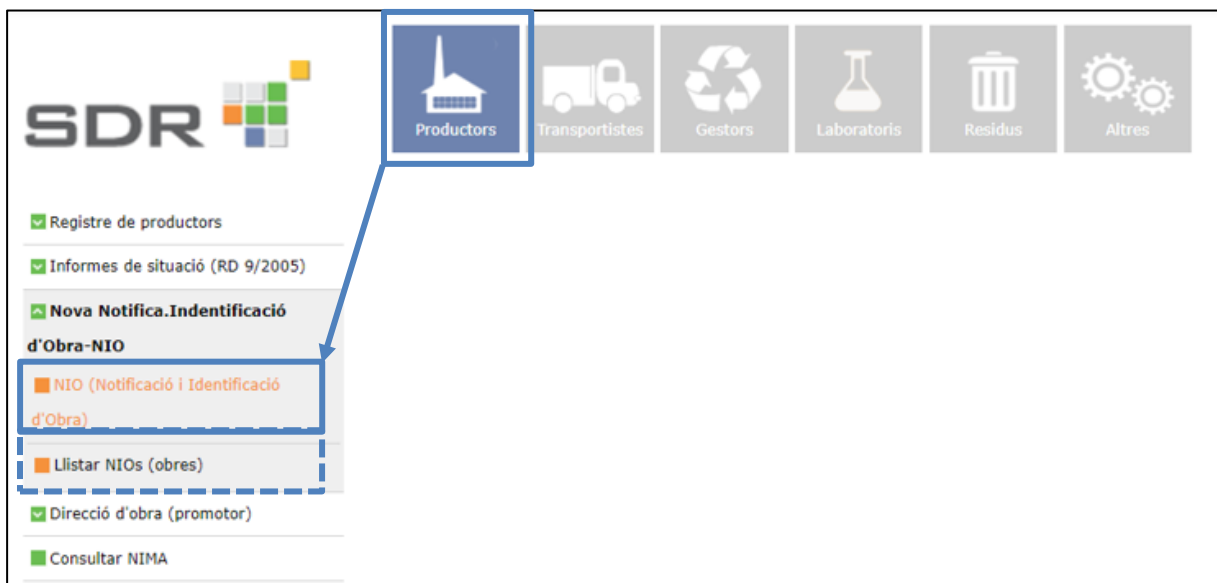 SDR
Productors
Transportistes
Gestors
Laboratoris
Residus
Altres
Registre de productors
Informes de situació (RD 9/2005)
Nova Notifica.Indentificació
d'Obra-NIO
NIO (Notificació i Identificació
d'Obra)
Llistar NIOs (obres)
Direcció d'obra (promotor)
Consultar NIMA